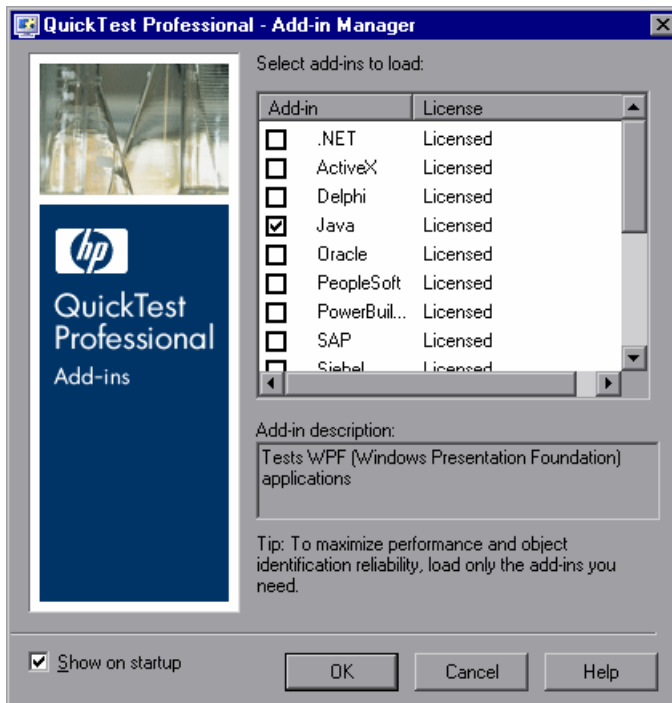 QuickTest Professional - Add-in Manager
Select add-ins to load:
Add-in License
.NET Licensed
ActiveX Licensed
Delphi Licensed
Java Licensed
Oracle Licensed
PeopleSoft Licensed
PowerBuil... Licensed
SAP Licensed
Siebel Licensed
hp
QuickTest
Professional
Add-ins
Add-in description:
Tests WPF (Windows Presentation Foundation)
applications
Tip: To maximize performance and object
identification reliability, load only the add-ins you
need.
Show on startup
OK Cancel Help